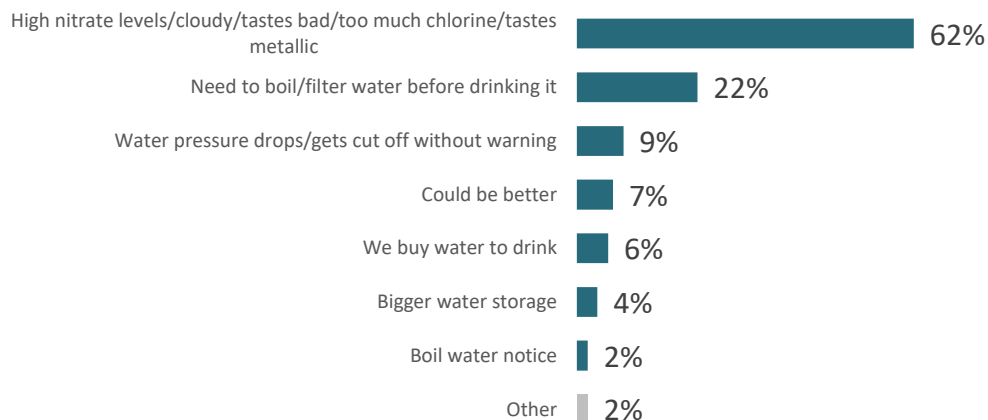 High nitrate levels/cloudy/tastes bad/too much chlorine/tastes
metallic
62%
Need to boil/filter water before drinking it
22%
Water pressure drops/gets cut off without warning
9%
Could be better
7%
We buy water to drink
6%
Bigger water storage
4%
Boil water notice
2%
Other
2%